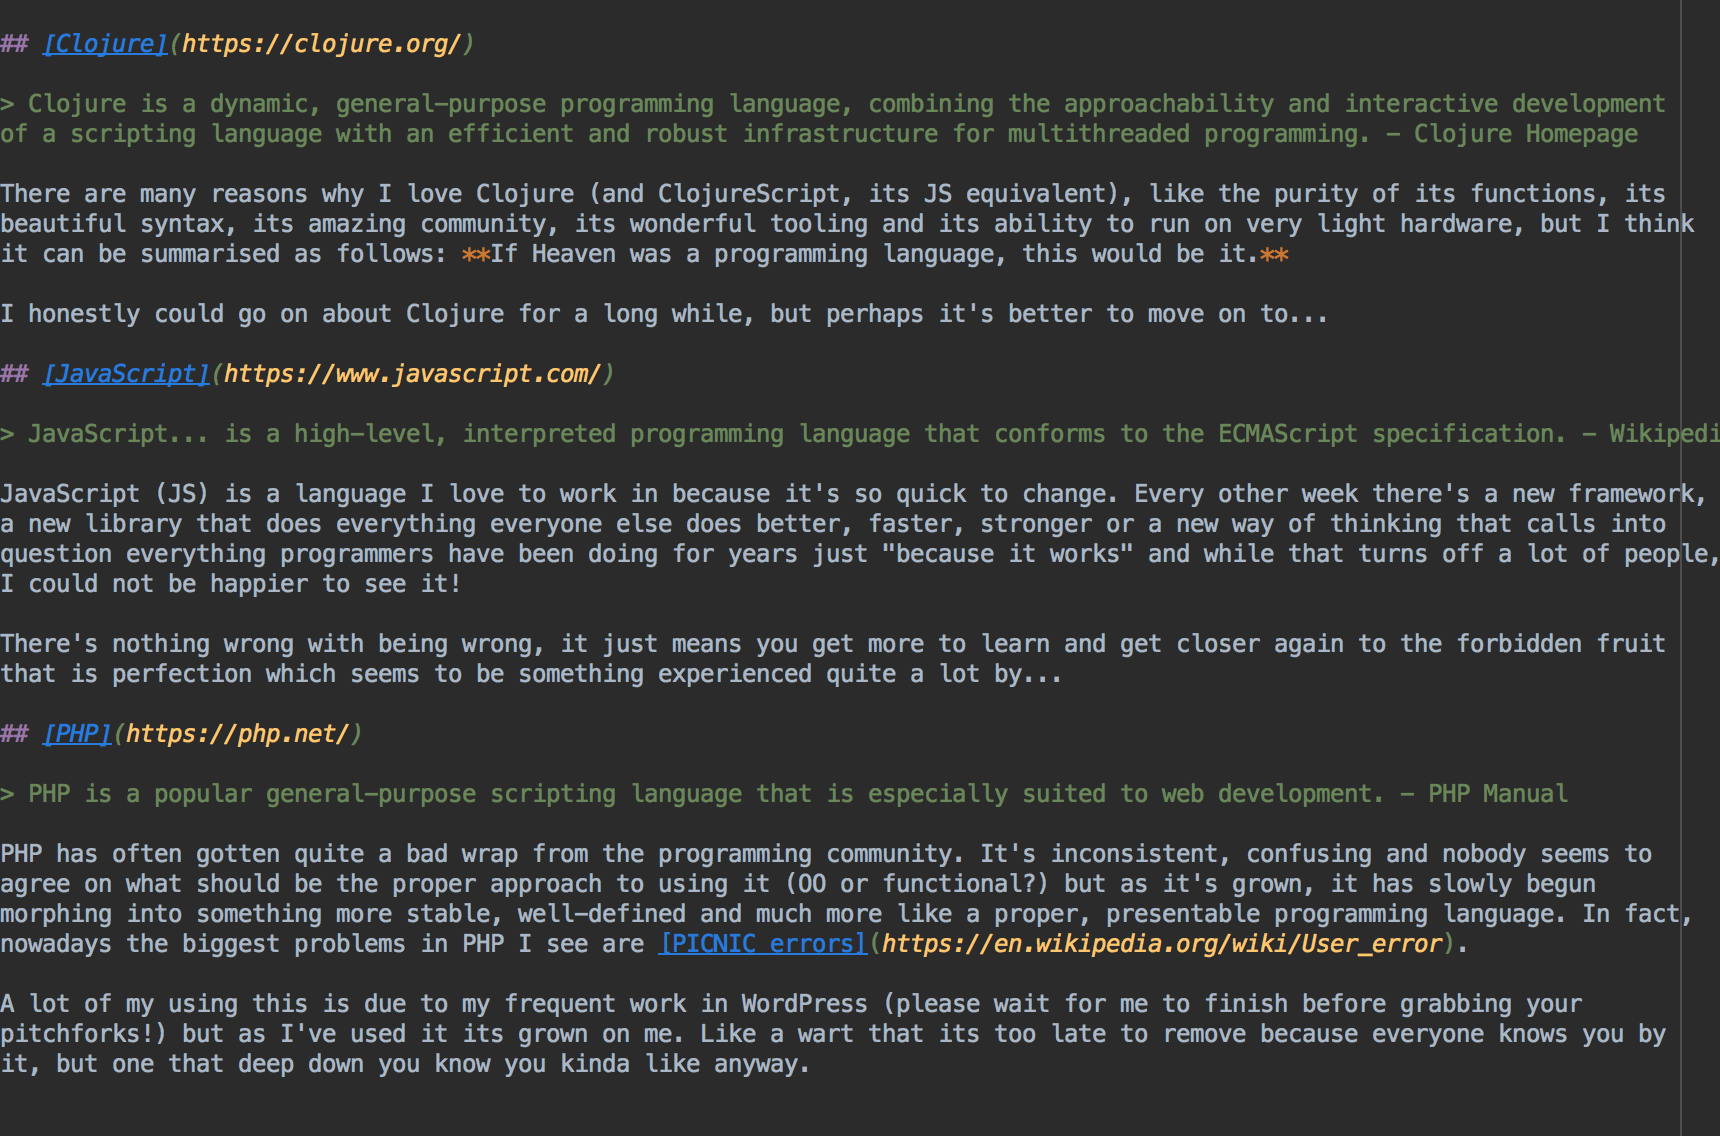 ## [Clojure](https://clojure.org/)
> Clojure is a dynamic, general-purpose programming language, combining the approachability and interactive development
of a scripting language with an efficient and robust infrastructure for multithreaded programming. - Clojure Homepage
There are many reasons why I love Clojure (and ClojureScript, its JS equivalent), like the purity of its functions, its
beautiful syntax, its amazing community, its wonderful tooling and its ability to run on very light hardware, but I think
it can be summarised as follows: **If Heaven was a programming language, this would be it.**
I honestly could go on about Clojure for a long while, but perhaps it's better to move on to...
## [JavaScript](https://www.javascript.com/)
> JavaScript... is a high-level, interpreted programming language that conforms to the ECMAScript specification. - Wikipedi
JavaScript (JS) is a language I love to work in because it's so quick to change. Every other week there's a new framework,
a new library that does everything everyone else does better, faster, stronger or a new way of thinking that calls into
question everything programmers have been doing for years just "because it works" and while that turns off a lot of people,
I could not be happier to see it!
There's nothing wrong with being wrong, it just means you get more to learn and get closer again to the forbidden fruit
that is perfection which seems to be something experienced quite a lot by...
## [PHP](https://php.net/)
> PHP is a popular general-purpose scripting language that is especially suited to web development. - PHP Manual
PHP has often gotten quite a bad wrap from the programming community. It's inconsistent, confusing and nobody seems to
agree on what should be the proper approach to using it (OO or functional?) but as it's grown, it has slowly begun
morphing into something more stable, well-defined and much more like a proper, presentable programming language. In fact,
nowadays the biggest problems in PHP I see are [PICNIC errors](https://en.wikipedia.org/wiki/User_error).
A lot of my using this is due to my frequent work in WordPress (please wait for me to finish before grabbing your
pitchforks!) but as I've used it its grown on me. Like a wart that its too late to remove because everyone knows you by
it, but one that deep down you know you kinda like anyway.